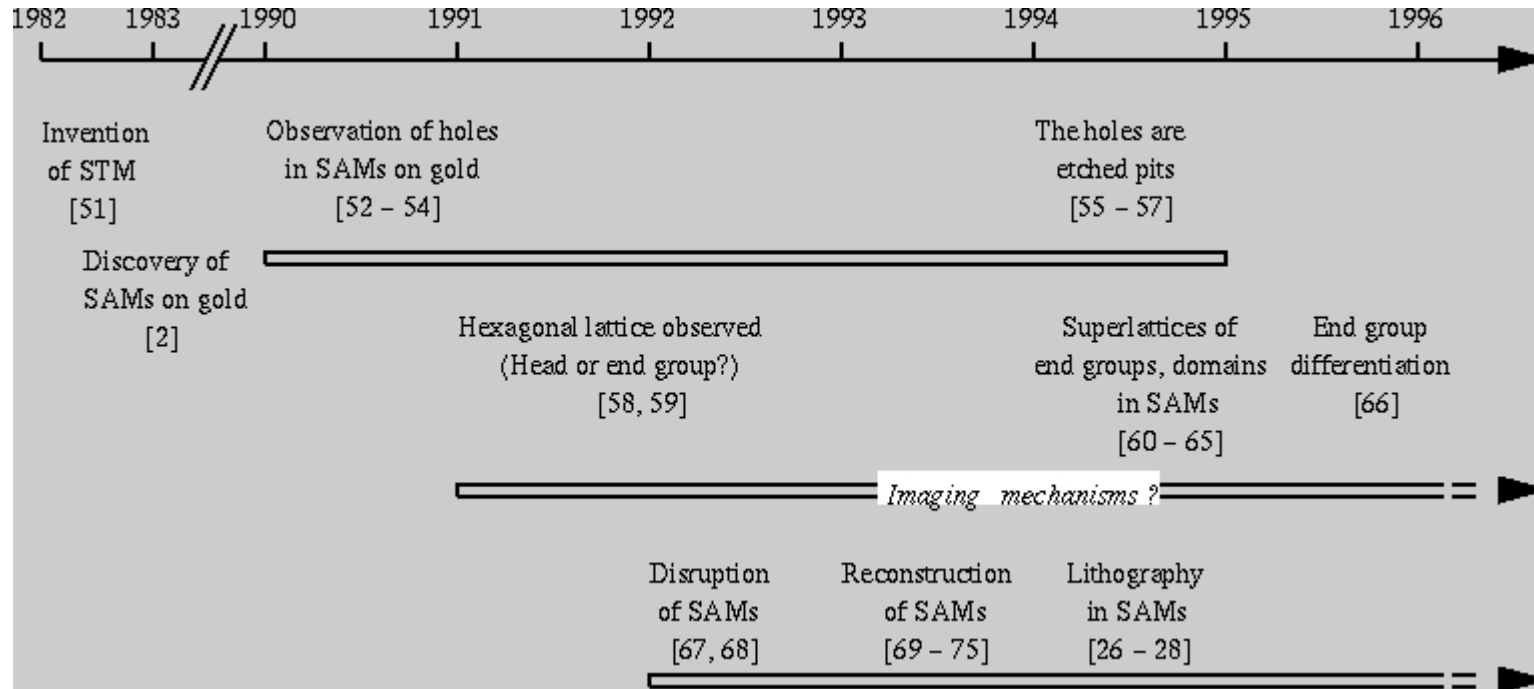 1982 1983 1990 1991 1992 1993 1994 1995 1996
Invention
of STM
[51]
Observation of holes
in SAMs on gold
[52 – 54]
The holes are
etched pits
[55 – 57]
Discovery of
SAMs on gold
[2]
Hexagonal lattice observed
(Head or end group?)
[58, 59]
Superlattices of
end groups, domains
in SAMs
[60 – 65]
End group
differentiation
[66]
Imaging mechanisms ?
Disruption
of SAMs
[67, 68]
Reconstruction
of SAMs
[69 – 75]
Lithography
in SAMs
[26 – 28]